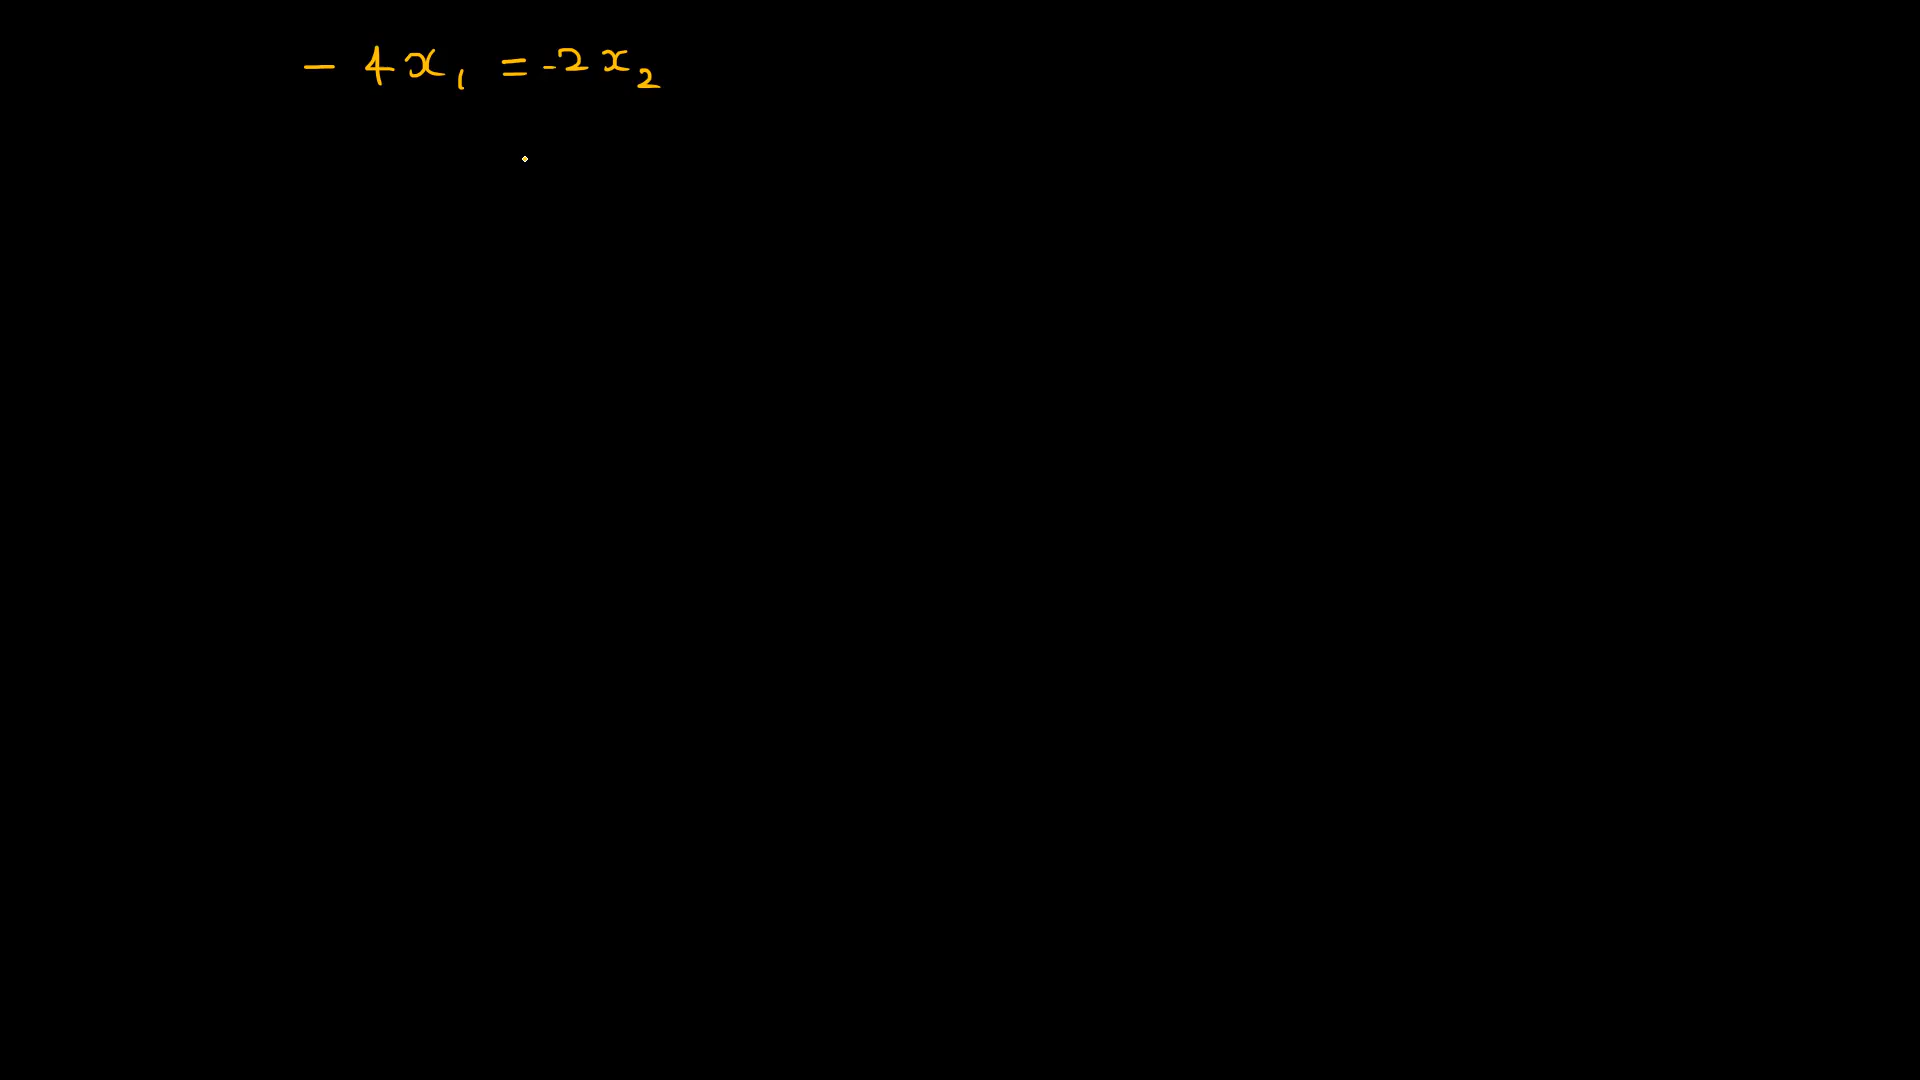 - 4x₁ = -2x₂